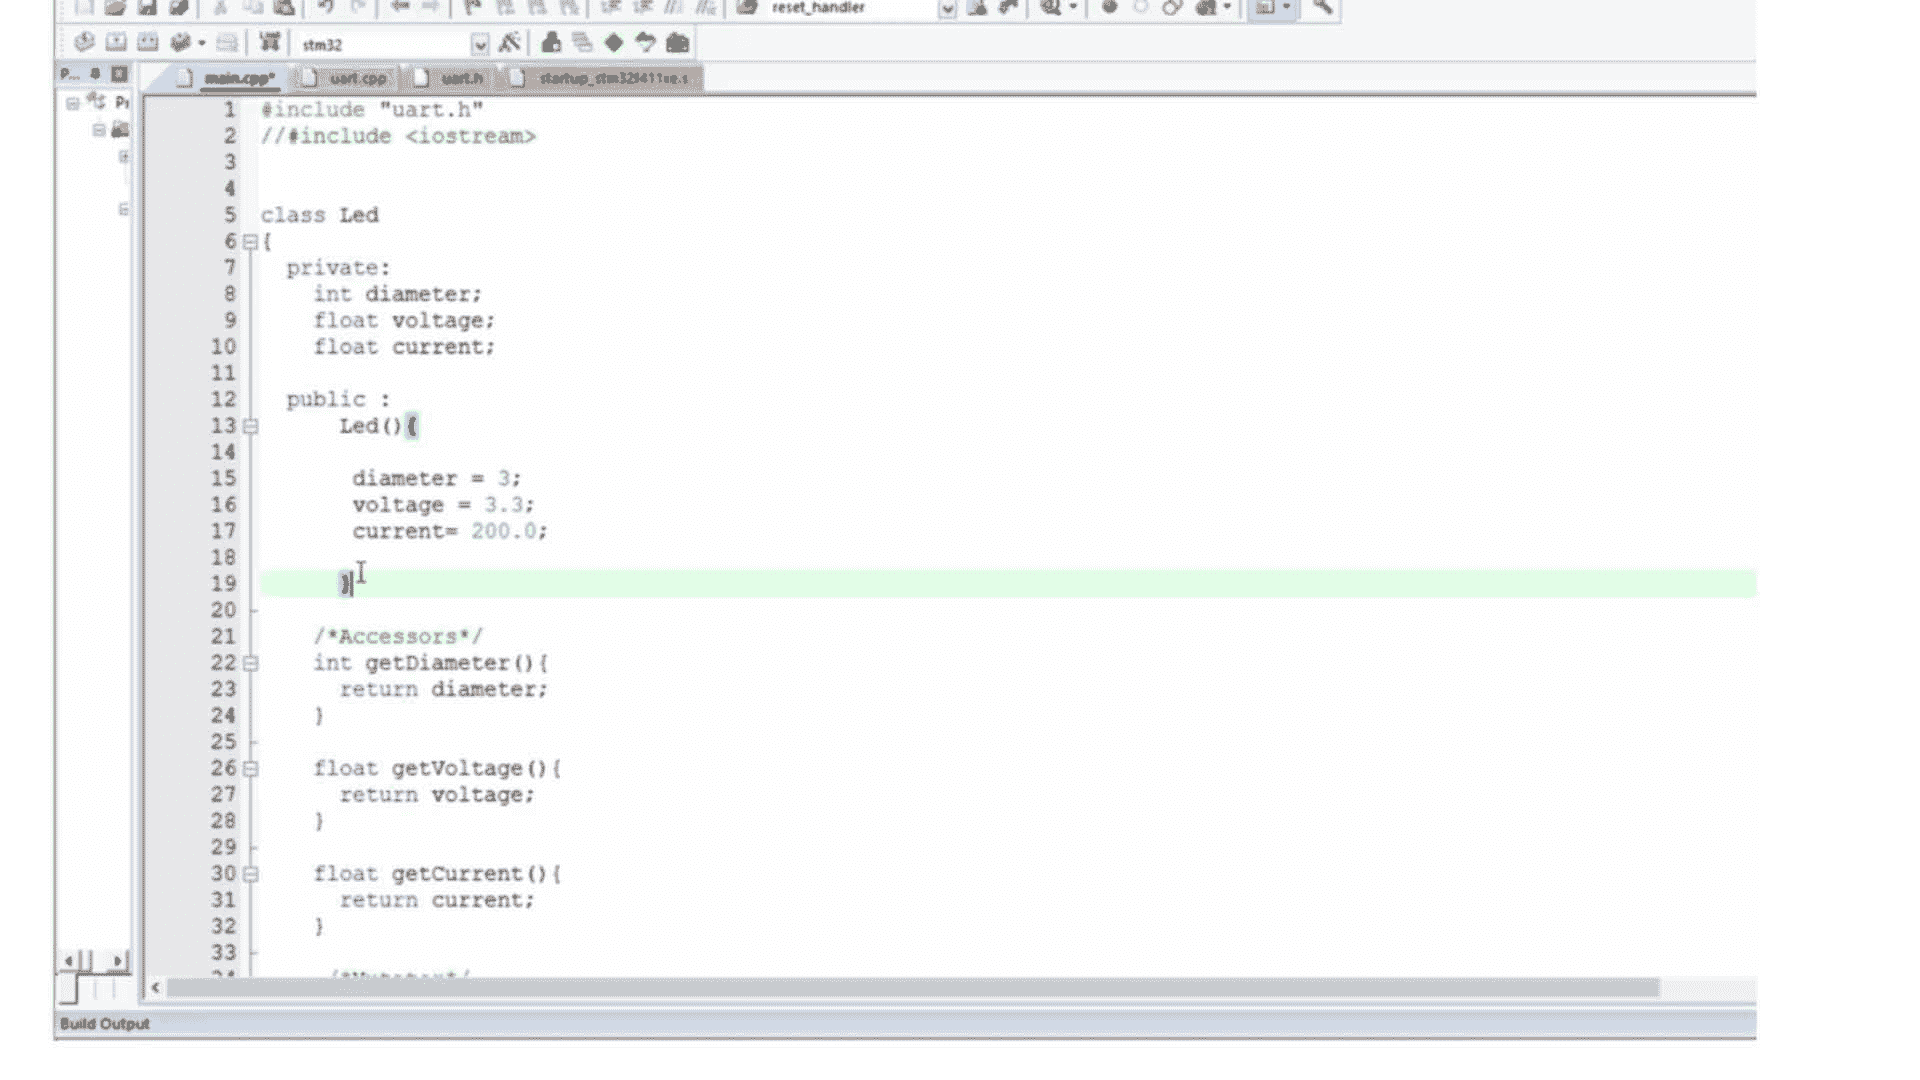 reset_handler
stm32
P...
main.cpp* uart.cpp uart.h startup_stm32f411xe.s
1 #include "uart.h"
2 //#include <iostream>
3
4
5 class Led
6 {
7 private:
8 int diameter;
9 float voltage;
10 float current;
11
12 public :
13 Led(){
14
15 diameter = 3;
16 voltage = 3.3;
17 current= 200.0;
18
19 }
20
21 /*Accessors*/
22 int getDiameter(){
23 return diameter;
24 }
25
26 float getVoltage(){
27 return voltage;
28 }
29
30 float getCurrent(){
31 return current;
32 }
33
Build Output